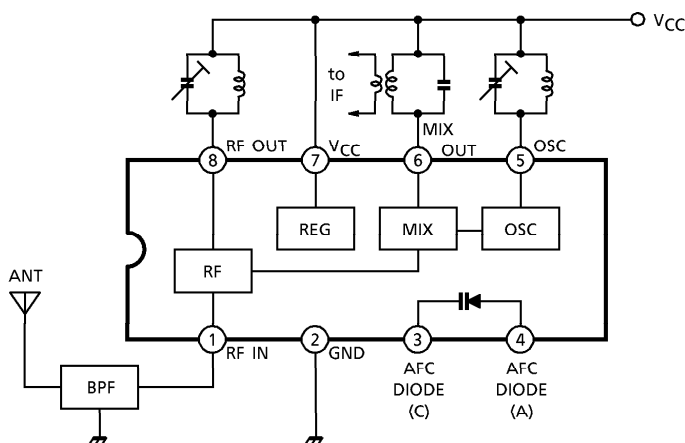 VCC
to
IF
MIX
8 RF OUT 7 VCC 6 OUT 5 OSC
REG MIX OSC
RF
ANT
1 RF IN 2 GND 3 4
AFC
DIODE
(C)
AFC
DIODE
(A)
BPF